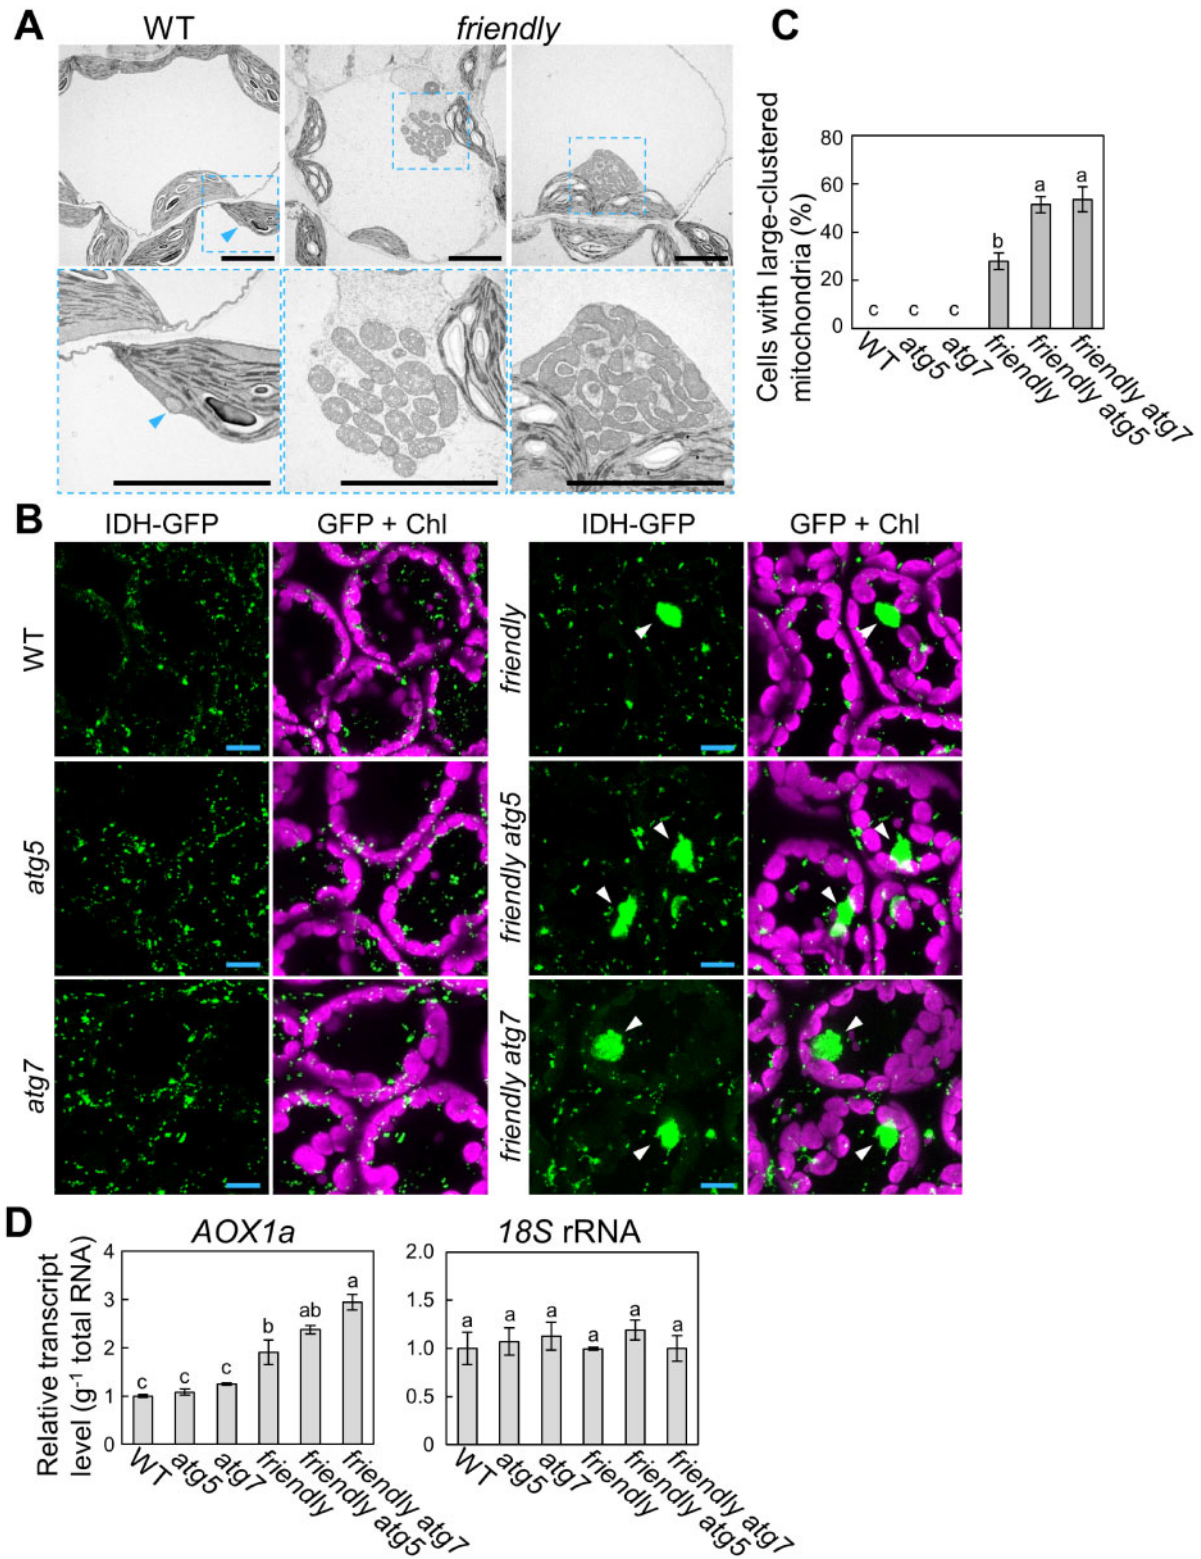 A
WT
friendly
C
Cells with large-clustered
mitochondria (%)
80
60
40
20
0
c
c
c
b
a
a
WT
atg5
atg7
friendly
friendly atg5
friendly atg7
B
IDH-GFP
GFP + Chl
IDH-GFP
GFP + Chl
WT
friendly
atg5
friendly atg5
atg7
friendly atg7
D
AOX1a
Relative transcript
level (g⁻¹ total RNA)
4
3
2
1
0
c
c
c
b
ab
a
WT
atg5
atg7
friendly
friendly atg5
friendly atg7
18S rRNA
2.0
1.5
1.0
0.5
0
a
a
a
a
a
a
WT
atg5
atg7
friendly
friendly atg5
friendly atg7